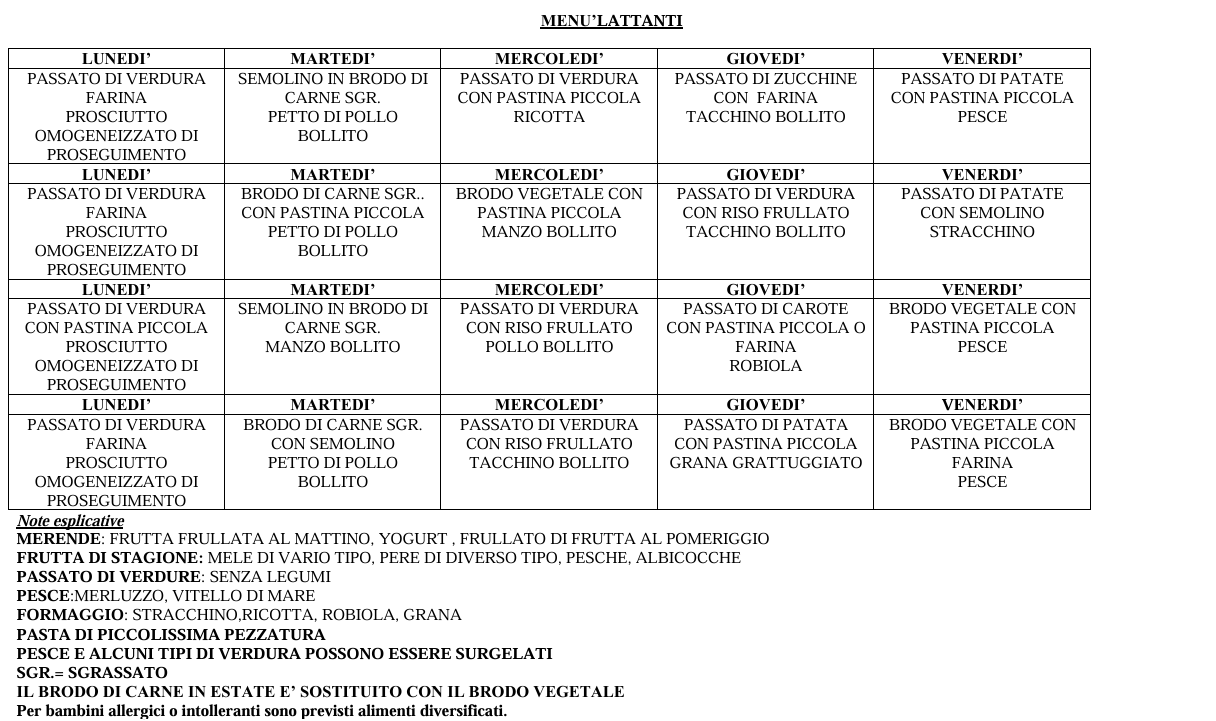 MENU'LATTANTI
LUNEDI' MARTEDI' MERCOLEDI' GIOVEDI' VENERDI'
PASSATO DI VERDURA SEMOLINO IN BRODO DI PASSATO DI VERDURA PASSATO DI ZUCCHINE PASSATO DI PATATE
FARINA CARNE SGR. CON PASTINA PICCOLA CON FARINA CON PASTINA PICCOLA
PROSCIUTTO PETTO DI POLLO RICOTTA TACCHINO BOLLITO PESCE
OMOGENEIZZATO DI BOLLITO
PROSEGUIMENTO
LUNEDI' MARTEDI' MERCOLEDI' GIOVEDI' VENERDI'
PASSATO DI VERDURA BRODO DI CARNE SGR.. BRODO VEGETALE CON PASSATO DI VERDURA PASSATO DI PATATE
FARINA CON PASTINA PICCOLA PASTINA PICCOLA CON RISO FRULLATO CON SEMOLINO
PROSCIUTTO PETTO DI POLLO MANZO BOLLITO TACCHINO BOLLITO STRACCHINO
OMOGENEIZZATO DI BOLLITO
PROSEGUIMENTO
LUNEDI' MARTEDI' MERCOLEDI' GIOVEDI' VENERDI'
PASSATO DI VERDURA SEMOLINO IN BRODO DI PASSATO DI VERDURA PASSATO DI CAROTE BRODO VEGETALE CON
CON PASTINA PICCOLA CARNE SGR. CON RISO FRULLATO CON PASTINA PICCOLA O PASTINA PICCOLA
PROSCIUTTO MANZO BOLLITO POLLO BOLLITO FARINA PESCE
OMOGENEIZZATO DI ROBIOLA
PROSEGUIMENTO
LUNEDI' MARTEDI' MERCOLEDI' GIOVEDI' VENERDI'
PASSATO DI VERDURA BRODO DI CARNE SGR. PASSATO DI VERDURA PASSATO DI PATATA BRODO VEGETALE CON
FARINA CON SEMOLINO CON RISO FRULLATO CON PASTINA PICCOLA PASTINA PICCOLA
PROSCIUTTO PETTO DI POLLO TACCHINO BOLLITO GRANA GRATTUGGIATO FARINA
OMOGENEIZZATO DI BOLLITO PESCE
PROSEGUIMENTO
Note esplicative
MERENDE: FRUTTA FRULLATA AL MATTINO, YOGURT , FRULLATO DI FRUTTA AL POMERIGGIO
FRUTTA DI STAGIONE: MELE DI VARIO TIPO, PERE DI DIVERSO TIPO, PESCHE, ALBICOCCHE
PASSATO DI VERDURE: SENZA LEGUMI
PESCE:MERLUZZO, VITELLO DI MARE
FORMAGGIO: STRACCHINO,RICOTTA, ROBIOLA, GRANA
PASTA DI PICCOLISSIMA PEZZATURA
PESCE E ALCUNI TIPI DI VERDURA POSSONO ESSERE SURGELATI
SGR.= SGRASSATO
IL BRODO DI CARNE IN ESTATE E' SOSTITUITO CON IL BRODO VEGETALE
Per bambini allergici o intolleranti sono previsti alimenti diversificati.